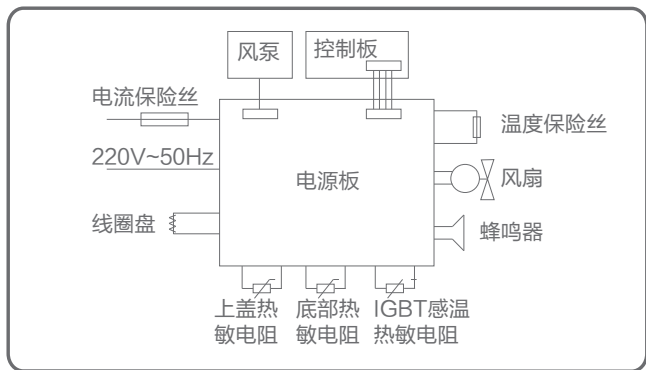 风泵
控制板
电流保险丝
温度保险丝
220V~50Hz
电源板
风扇
线圈盘
蜂鸣器
上盖热
敏电阻
底部热
敏电阻
IGBT感温
热敏电阻